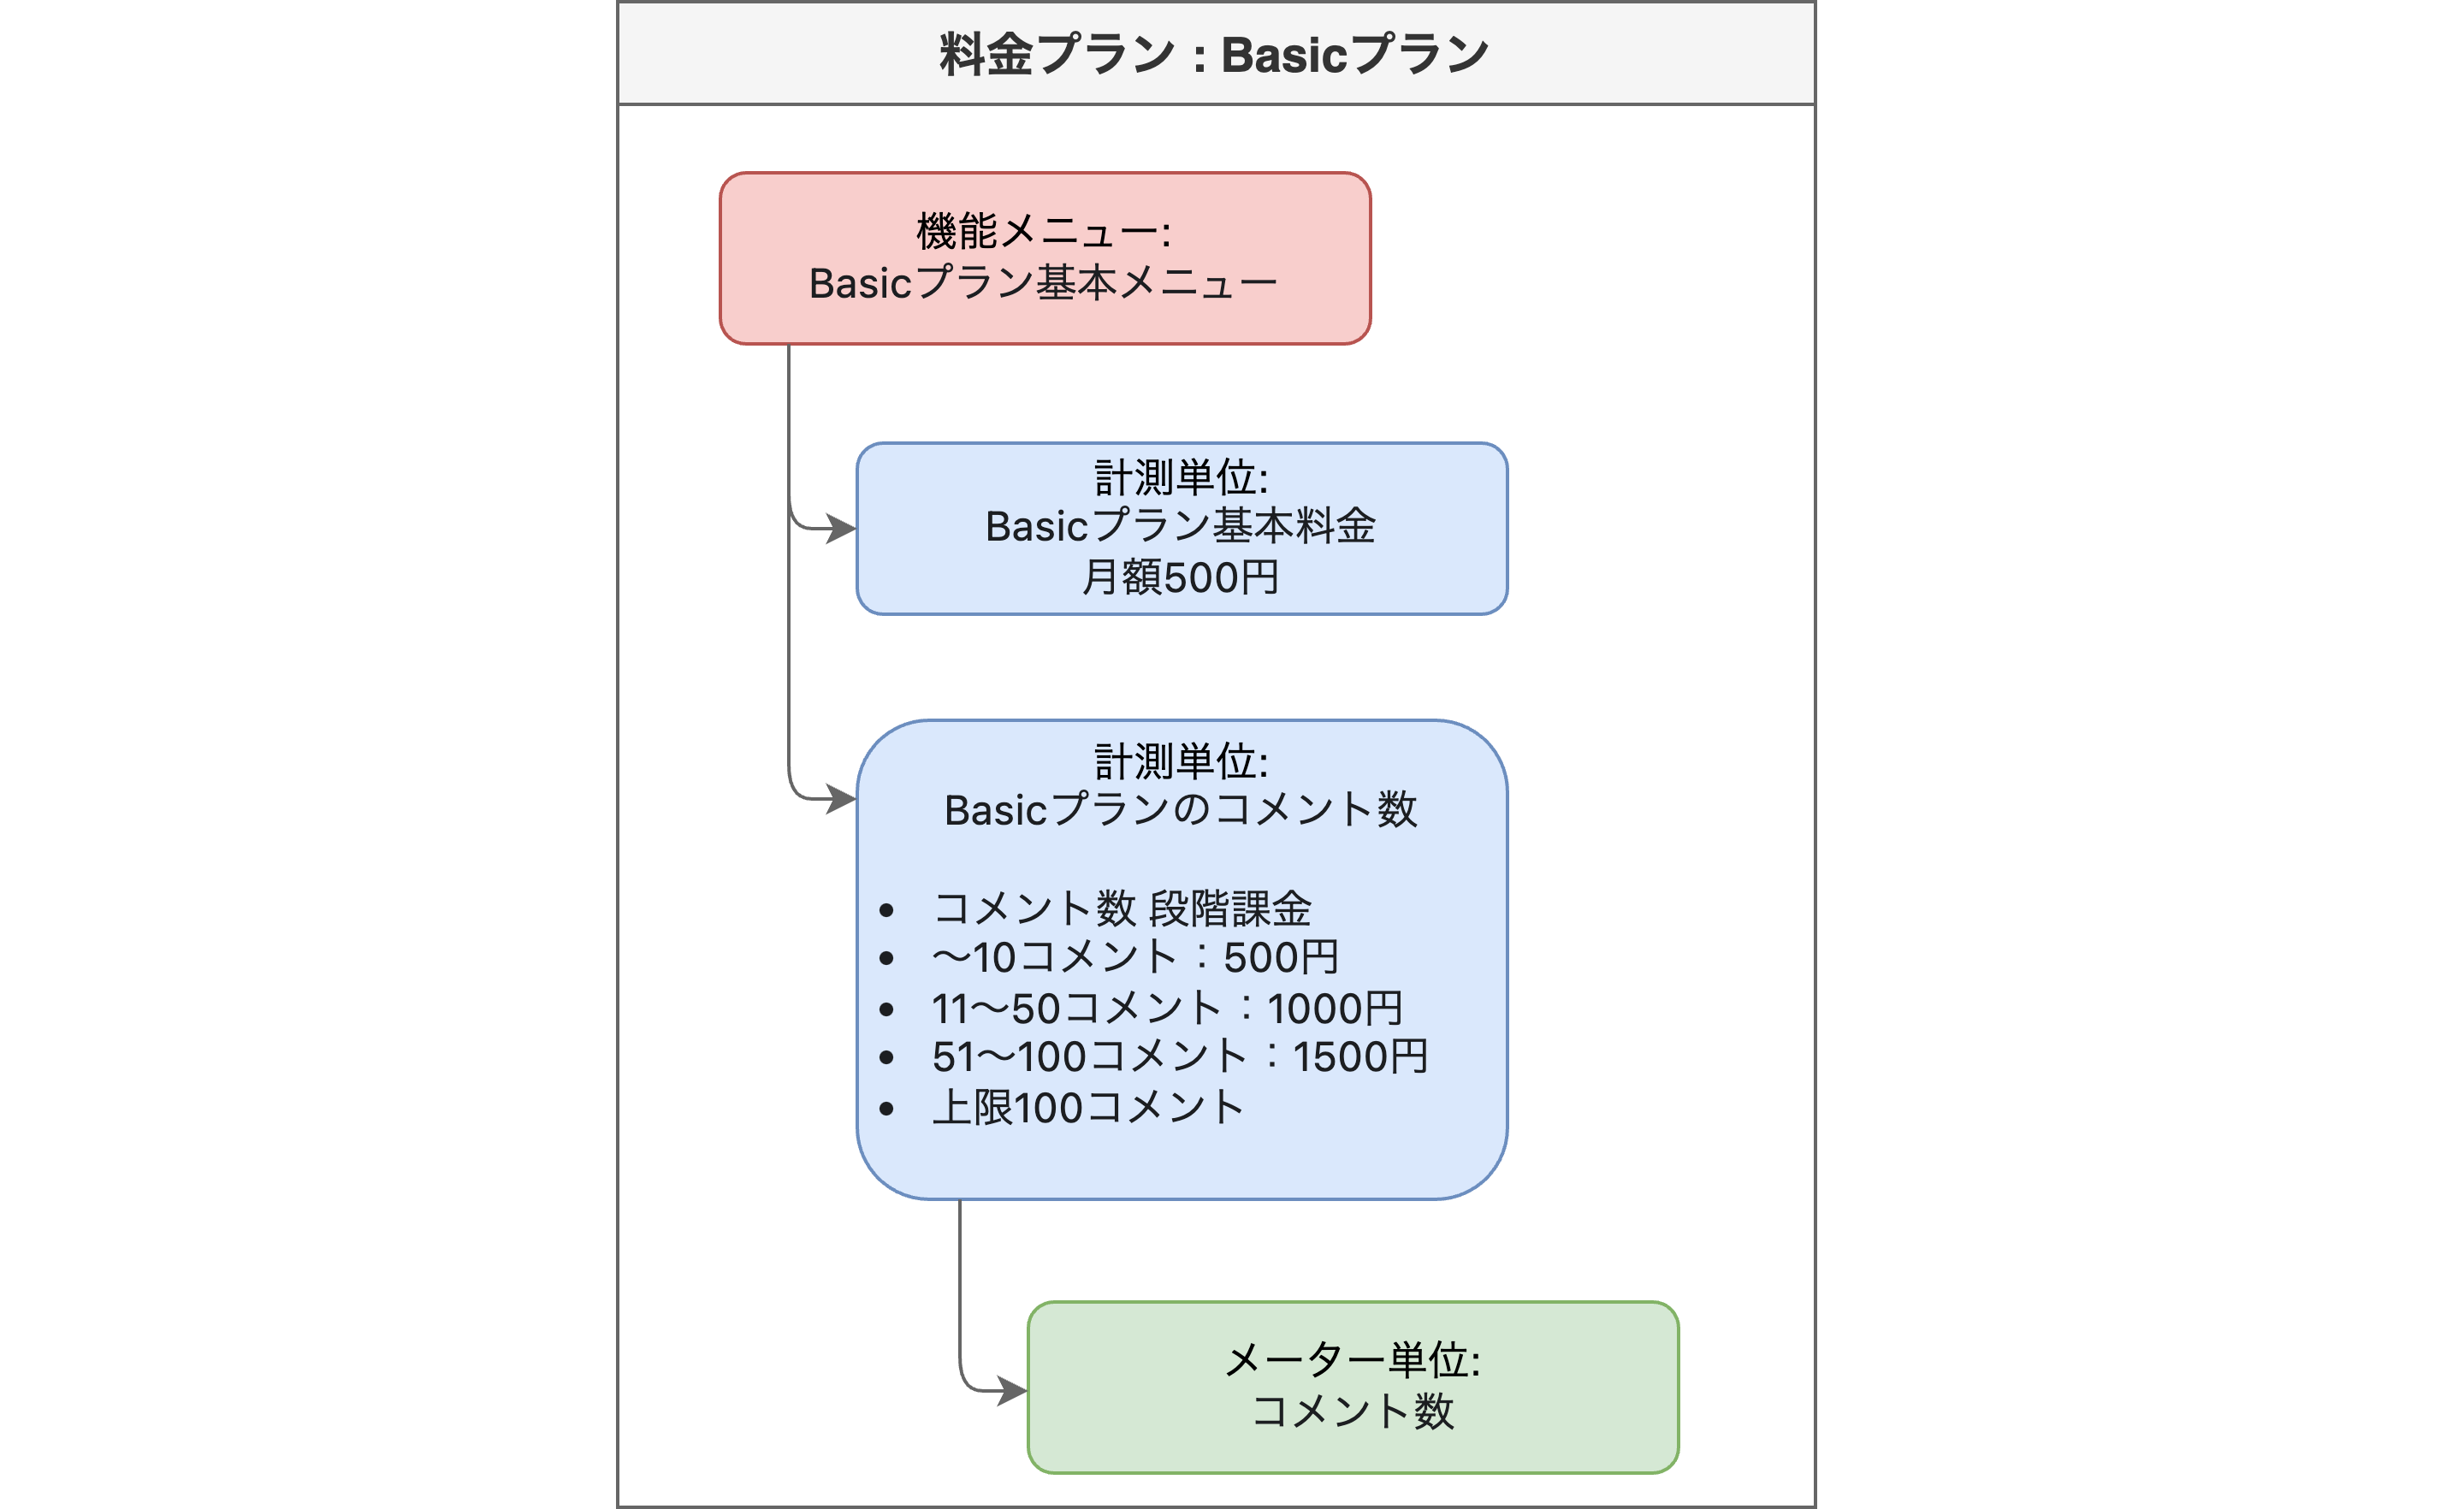 料金プラン：Basicプラン
機能メニュー:
Basicプラン基本メニュー
計測単位:
Basicプラン基本料金
月額500円
計測単位:
Basicプランのコメント数
• コメント数 段階課金
• 〜10コメント：500円
• 11〜50コメント：1000円
• 51〜100コメント：1500円
• 上限100コメント
メーター単位:
コメント数